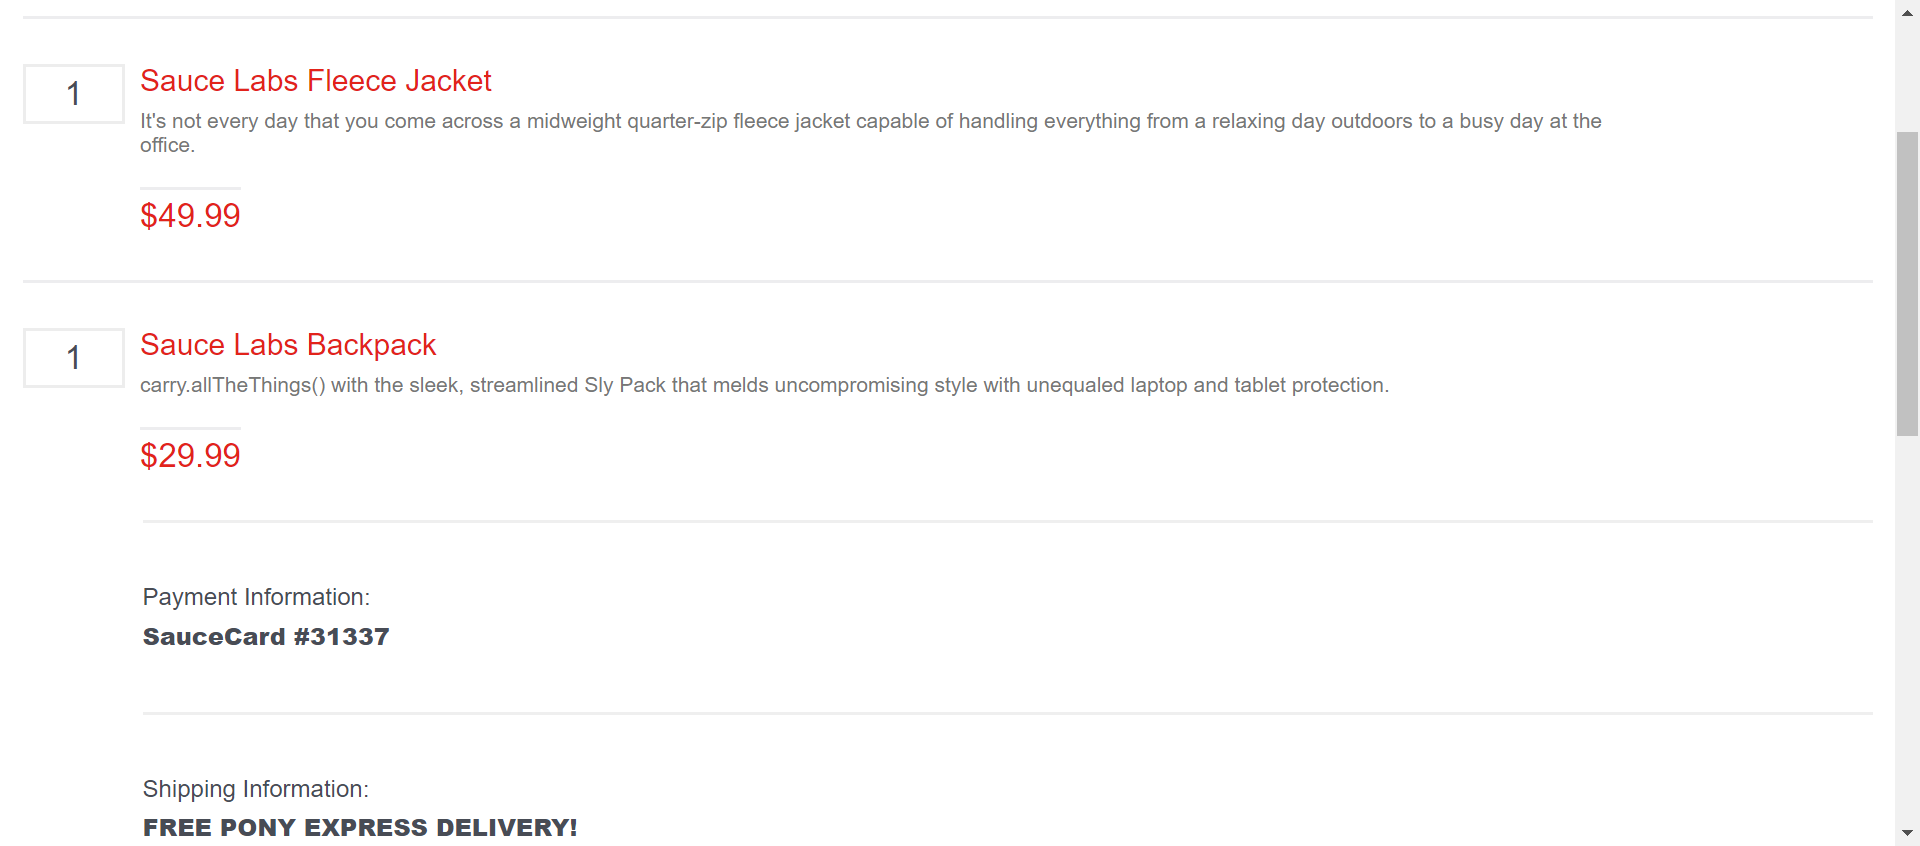 1
Sauce Labs Fleece Jacket
It's not every day that you come across a midweight quarter-zip fleece jacket capable of handling everything from a relaxing day outdoors to a busy day at the
office.
$49.99
1
Sauce Labs Backpack
carry.allTheThings() with the sleek, streamlined Sly Pack that melds uncompromising style with unequaled laptop and tablet protection.
$29.99
Payment Information:
SauceCard #31337
Shipping Information:
FREE PONY EXPRESS DELIVERY!